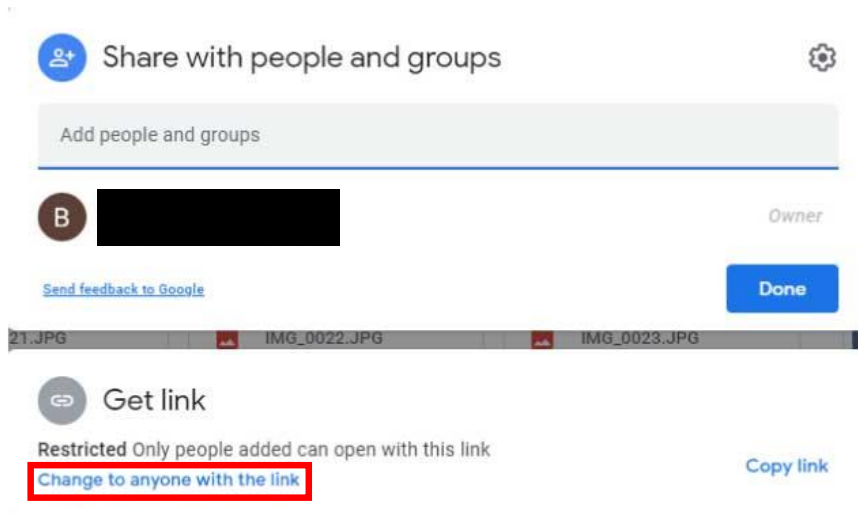 Share with people and groups
Add people and groups
B
Owner
Send feedback to Google
Done
21.JPG IMG_0022.JPG IMG_0023.JPG
Get link
Restricted Only people added can open with this link
Change to anyone with the link
Copy link